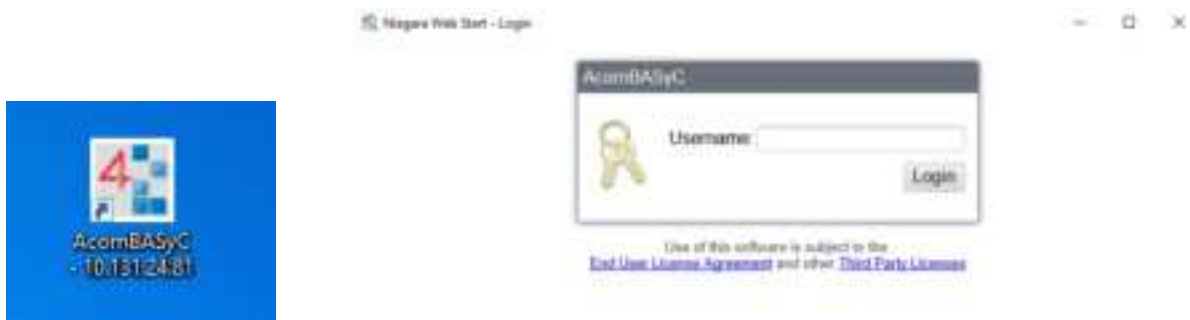 Niagara Web Start - Login
AcornBASyC
Username:
Login
Use of this software is subject to the
End User License Agreement and other Third Party Licenses
4
AcornBASyC
- 10.131.24.81